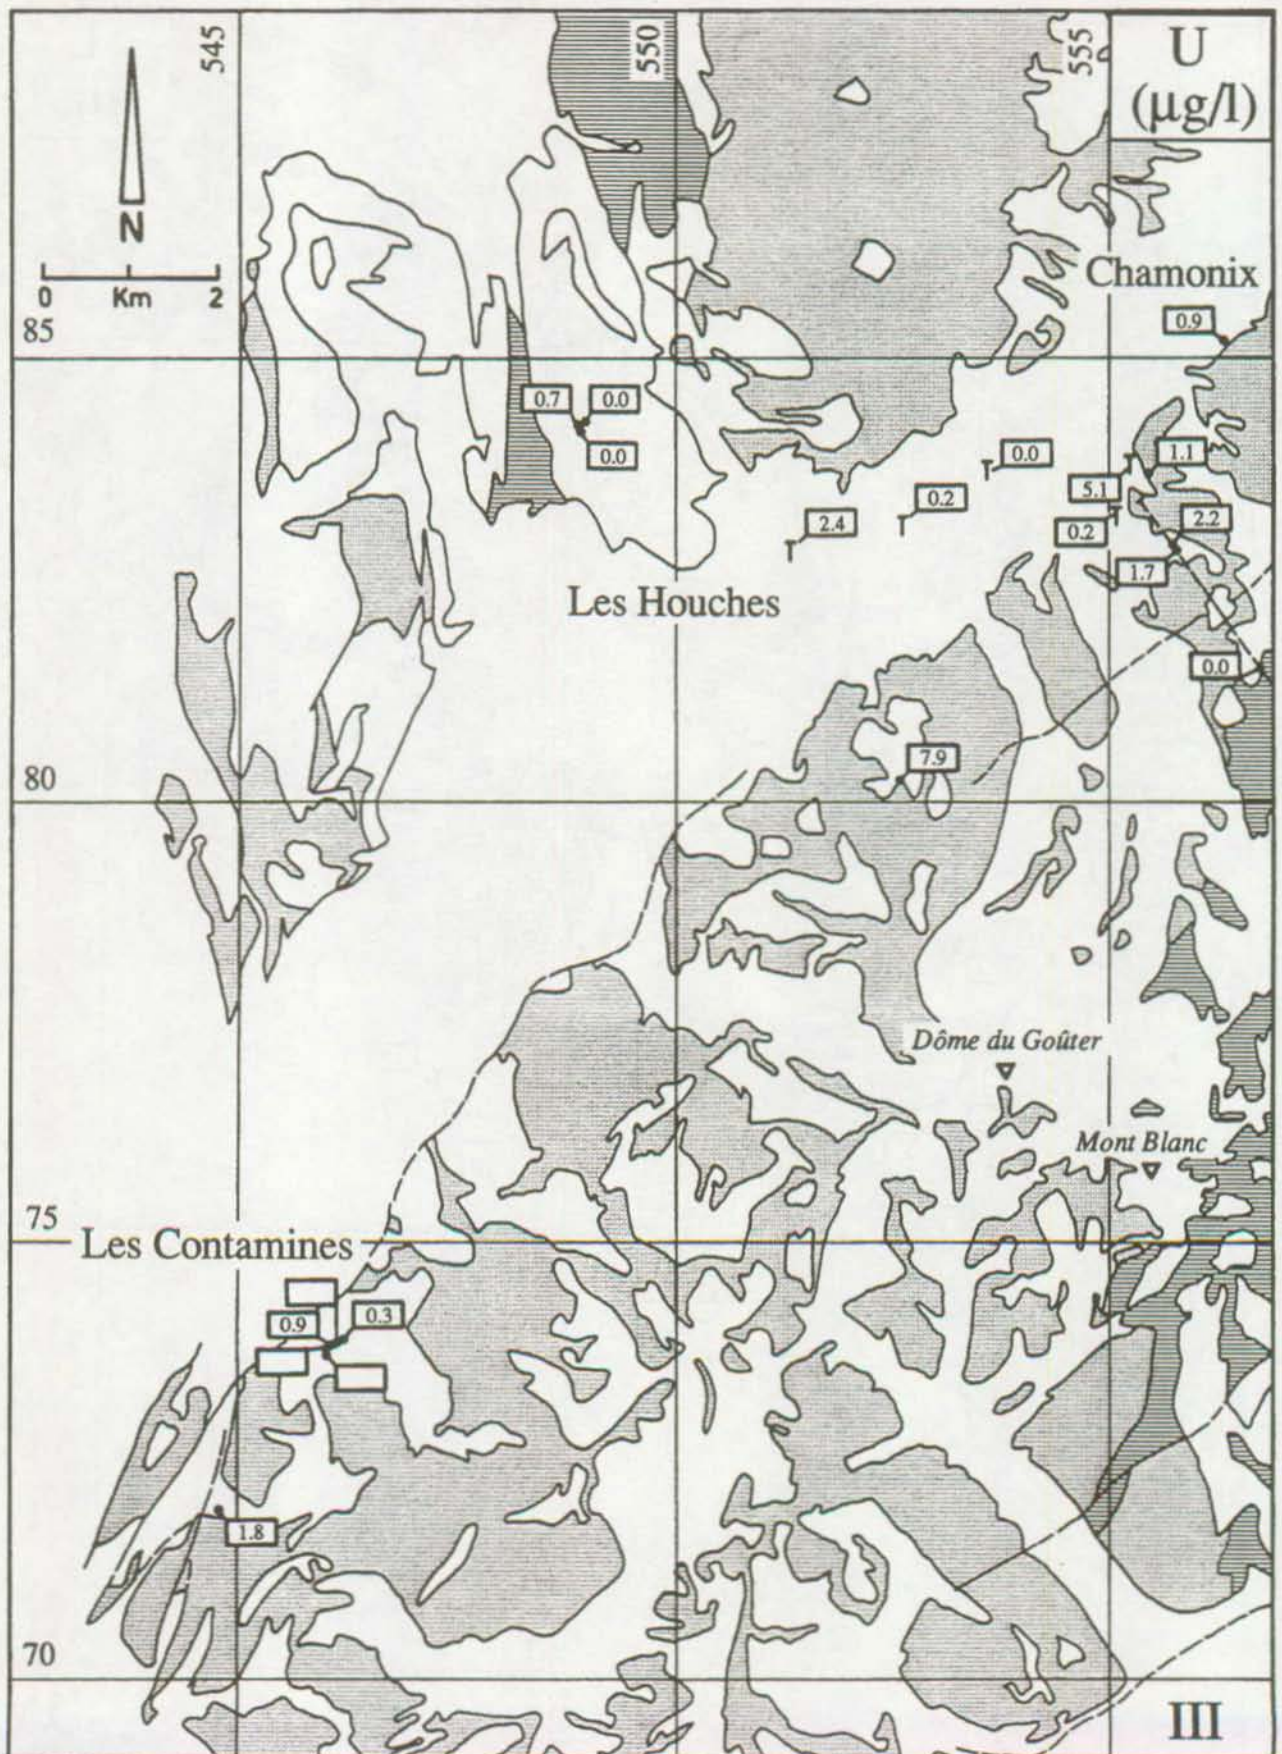 545
550
555
U
(μg/l)
N
0 Km 2
Chamonix
0.9
85
0.7
0.0
0.0
0.0
1.1
5.1
0.2
2.4
0.2
2.2
1.7
Les Houches
0.0
7.9
80
Dôme du Goûter
Mont Blanc
75
Les Contamines
0.9
0.3
1.8
70
III